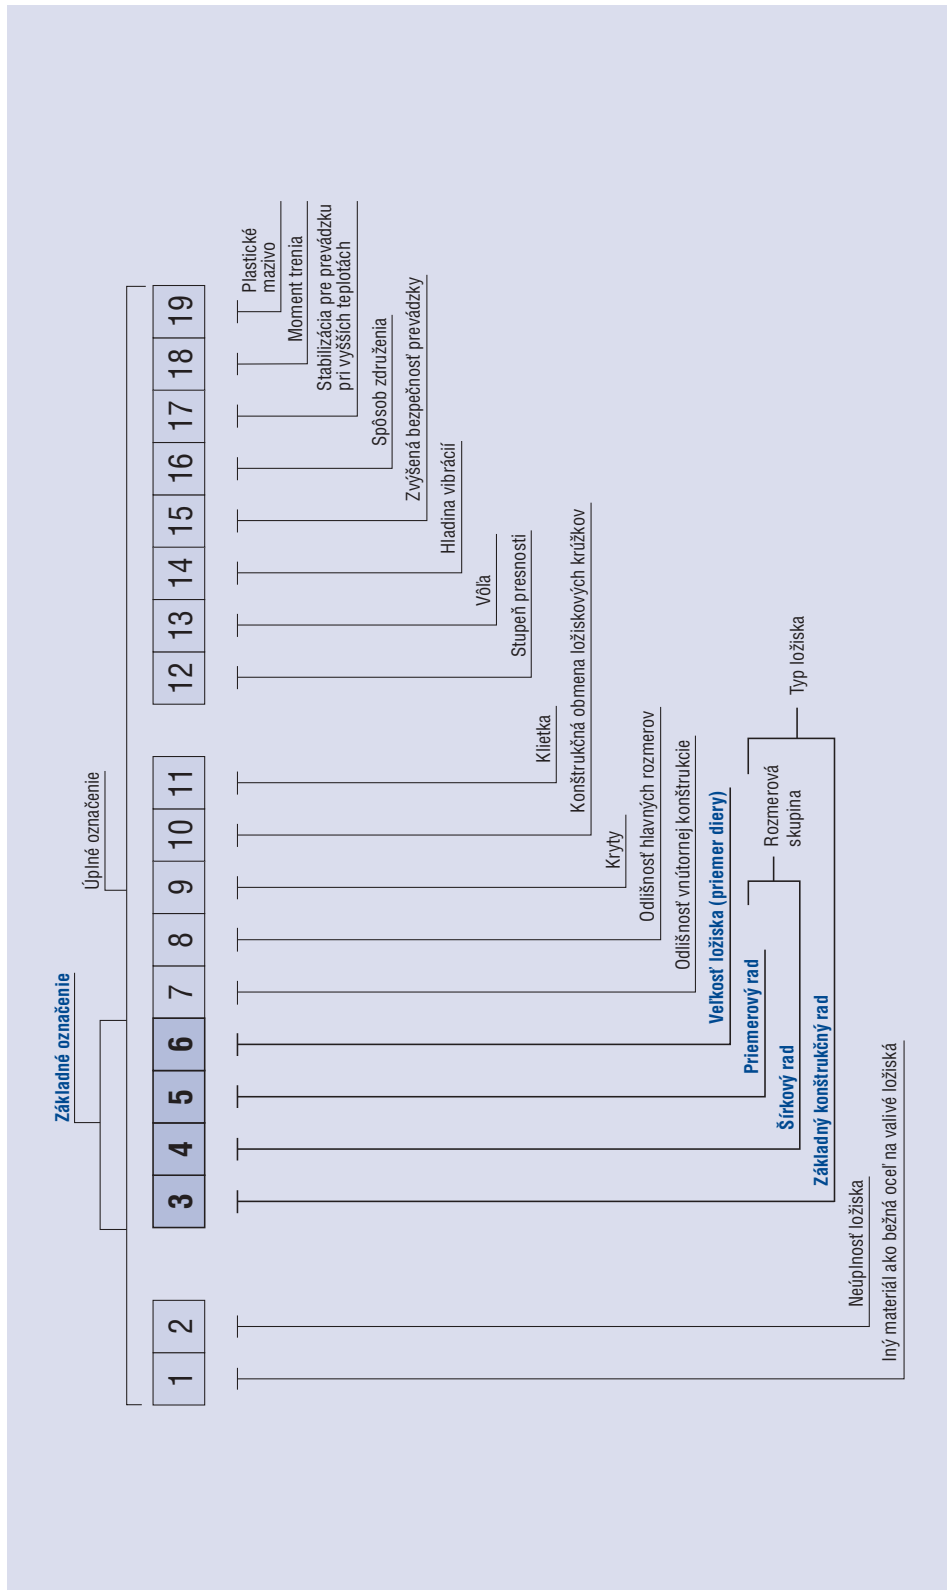 Základné označenie
Úplné označenie
1 2 3 4 5 6 7 8 9 10 11 12 13 14 15 16 17 18 19
Plastické
mazivo
Moment trenia
Stabilizácia pre prevádzku
pri vyšších teplotách
Spôsob združenia
Zvýšená bezpečnosť prevádzky
Hladina vibrácií
Vôľa
Stupeň presnosti
Klietka
Konštrukčná obmena ložiskových krúžkov
Kryty
Odlišnosť hlavných rozmerov
Odlišnosť vnútornej konštrukcie
Veľkosť ložiska (priemer diery)
Priemerový rad
Rozmerová
skupina
Šírkový rad
Typ ložiska
Základný konštrukčný rad
Neúplnosť ložiska
Iný materiál ako bežná oceľ na valivé ložiská